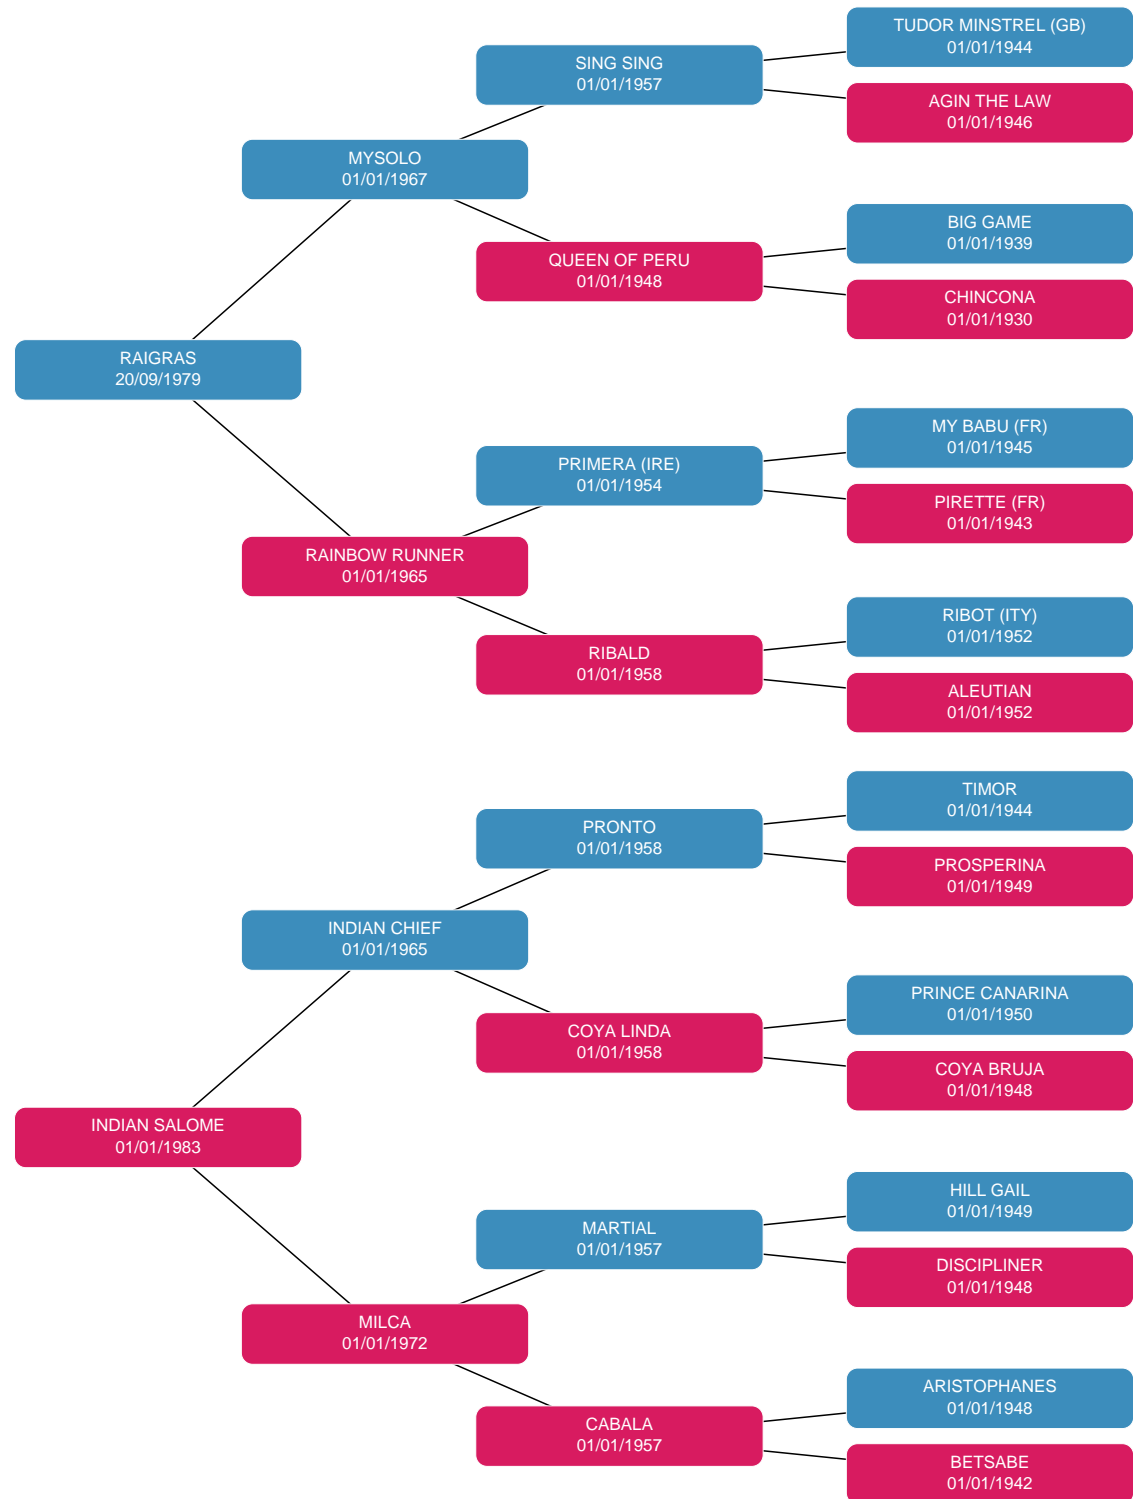 TUDOR MINSTREL (GB)
01/01/1944
SING SING
01/01/1957
AGIN THE LAW
01/01/1946
MYSOLO
01/01/1967
BIG GAME
01/01/1939
QUEEN OF PERU
01/01/1948
CHINCONA
01/01/1930
RAIGRAS
20/09/1979
MY BABU (FR)
01/01/1945
PRIMERA (IRE)
01/01/1954
PIRETTE (FR)
01/01/1943
RAINBOW RUNNER
01/01/1965
RIBOT (ITY)
01/01/1952
RIBALD
01/01/1958
ALEUTIAN
01/01/1952
TIMOR
01/01/1944
PRONTO
01/01/1958
PROSPERINA
01/01/1949
INDIAN CHIEF
01/01/1965
PRINCE CANARINA
01/01/1950
COYA LINDA
01/01/1958
COYA BRUJA
01/01/1948
INDIAN SALOME
01/01/1983
HILL GAIL
01/01/1949
MARTIAL
01/01/1957
DISCIPLINER
01/01/1948
MILCA
01/01/1972
ARISTOPHANES
01/01/1948
CABALA
01/01/1957
BETSABE
01/01/1942